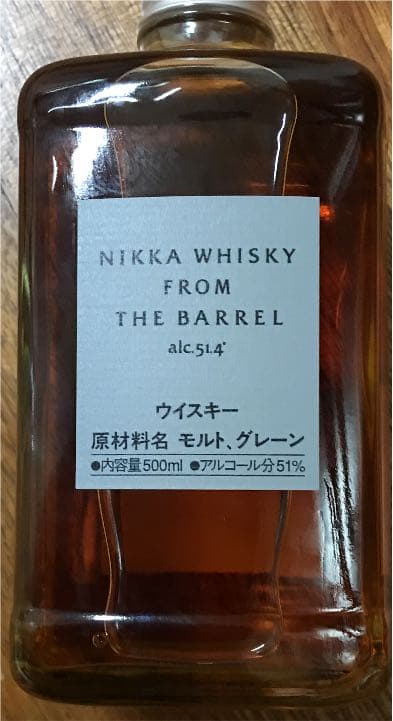 NIKKA WHISKY
FROM
THE BARREL
alc.51.4°
ウイスキー
原材料名 モルト、グレーン
●内容量500ml ●アルコール分51%